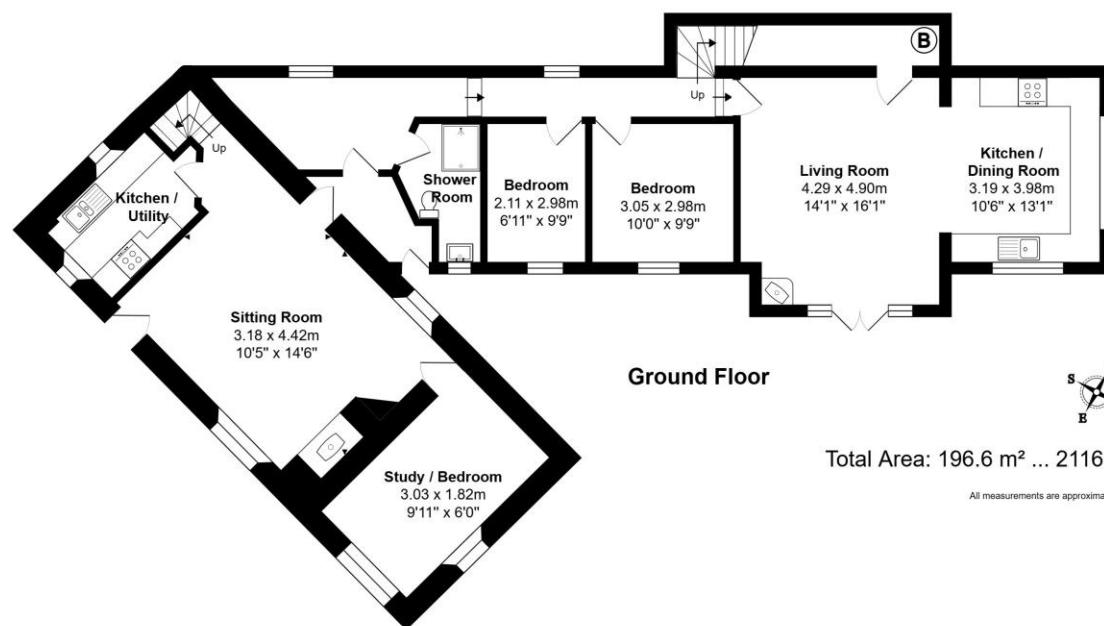 B
Up
Up
Kitchen /
Utility
Shower
Room
Bedroom
2.11 x 2.98m
6'11" x 9'9"
Bedroom
3.05 x 2.98m
10'0" x 9'9"
Living Room
4.29 x 4.90m
14'1" x 16'1"
Kitchen /
Dining Room
3.19 x 3.98m
10'6" x 13'1"
Sitting Room
3.18 x 4.42m
10'5" x 14'6"
Study / Bedroom
3.03 x 1.82m
9'11" x 6'0"
Ground Floor
S
E
Total Area: 196.6 m² ... 2116
All measurements are approxima